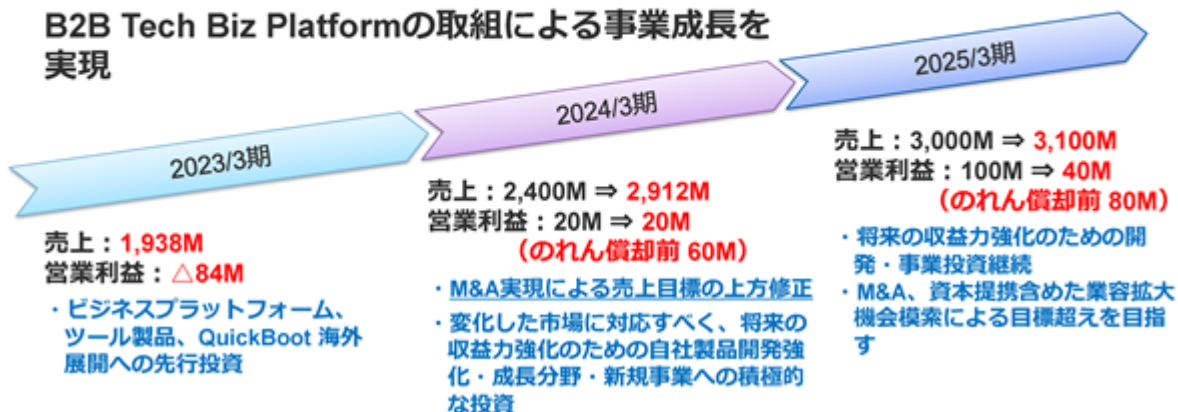 B2B Tech Biz Platformの取組による事業成長を
実現
2023/3期
2024/3期
2025/3期
売上：1,938M
営業利益：△84M
・ビジネスプラットフォーム、
ツール製品、QuickBoot 海外
展開への先行投資
売上：2,400M ⇒ 2,912M
営業利益：20M ⇒ 20M
（のれん償却前 60M）
・M&A実現による売上目標の上方修正
・変化した市場に対応すべく、将来の
収益力強化のための自社製品開発強
化・成長分野・新規事業への積極的
な投資
売上：3,000M ⇒ 3,100M
営業利益：100M ⇒ 40M
（のれん償却前 80M）
・将来の収益力強化のための開
発・事業投資継続
・M&A、資本提携含めた業容拡大
機会模索による目標超えを目指
す